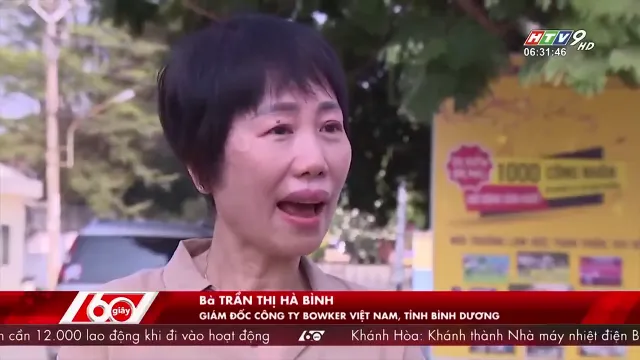 HTV9 HD
06:31:46
1000 CÔNG NHÂN
Bà TRẦN THỊ HÀ BÌNH
GIÁM ĐỐC CÔNG TY BOWKER VIỆT NAM, TỈNH BÌNH DƯƠNG
60 giây
cần 12.000 lao động khi đi vào hoạt động
Khánh Hòa: Khánh thành Nhà máy nhiệt điện